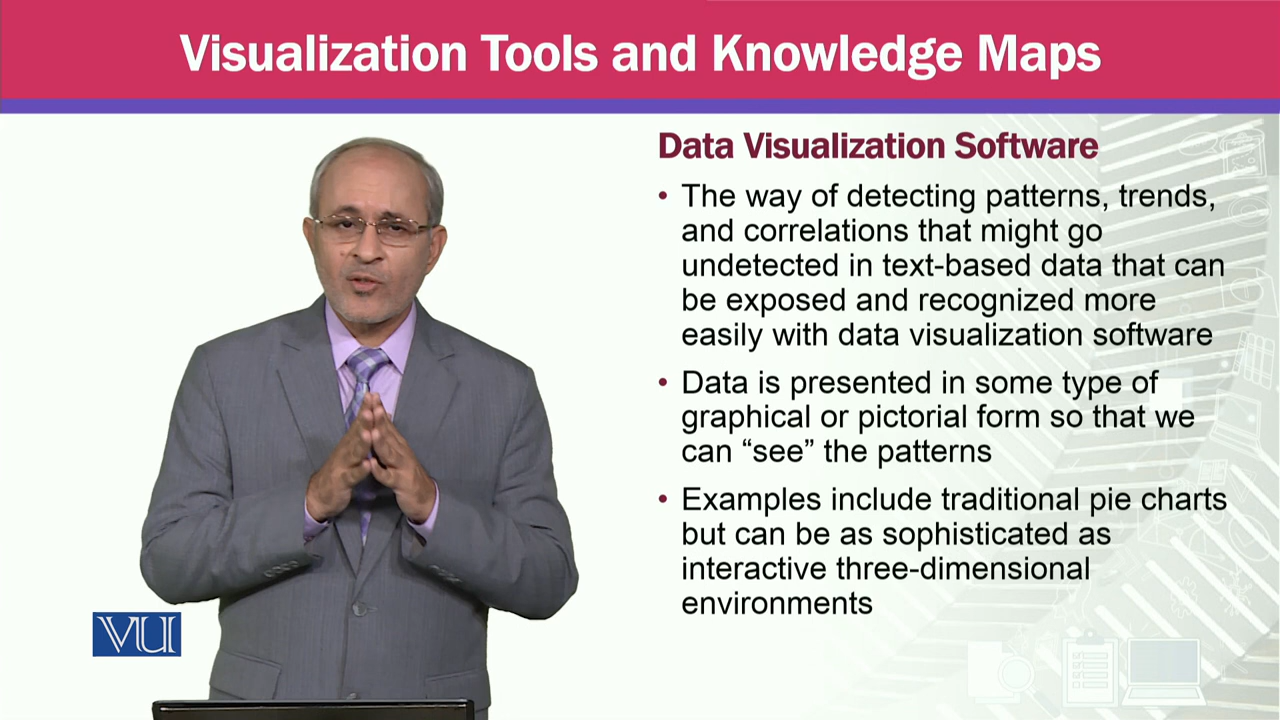 Visualization Tools and Knowledge Maps
Data Visualization Software
• The way of detecting patterns, trends,
and correlations that might go
undetected in text-based data that can
be exposed and recognized more
easily with data visualization software
• Data is presented in some type of
graphical or pictorial form so that we
can “see” the patterns
• Examples include traditional pie charts
but can be as sophisticated as
interactive three-dimensional
environments
VU